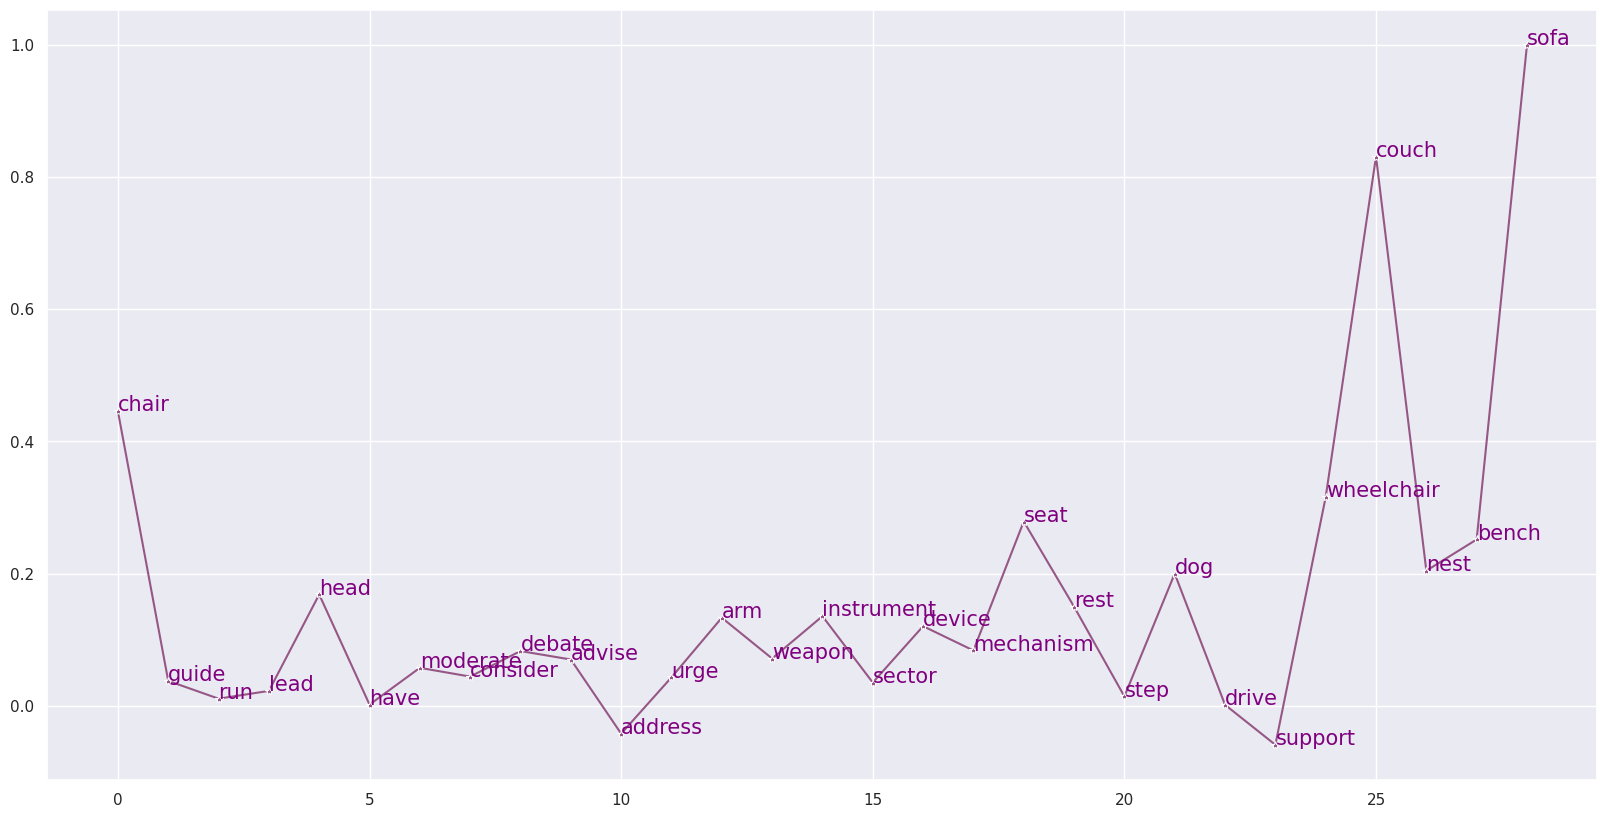 1.0
0.8
0.6
0.4
0.2
0.0
0
5
10
15
20
25
chair
guide
run
lead
head
have
moderate
consider
debate
advise
address
urge
arm
weapon
instrument
sector
device
mechanism
seat
rest
step
dog
drive
support
wheelchair
couch
nest
bench
sofa